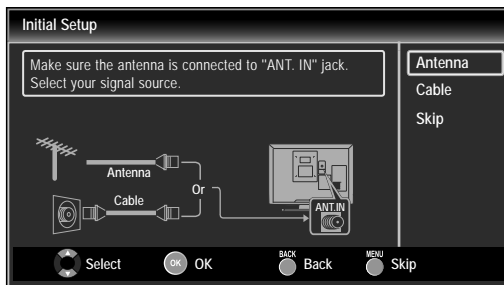 Initial Setup
Make sure the antenna is connected to "ANT. IN" jack.
Select your signal source.
Antenna
Cable
Skip
Antenna
Cable
Or
ANT.IN
Select
OK OK
BACK Back
MENU Skip